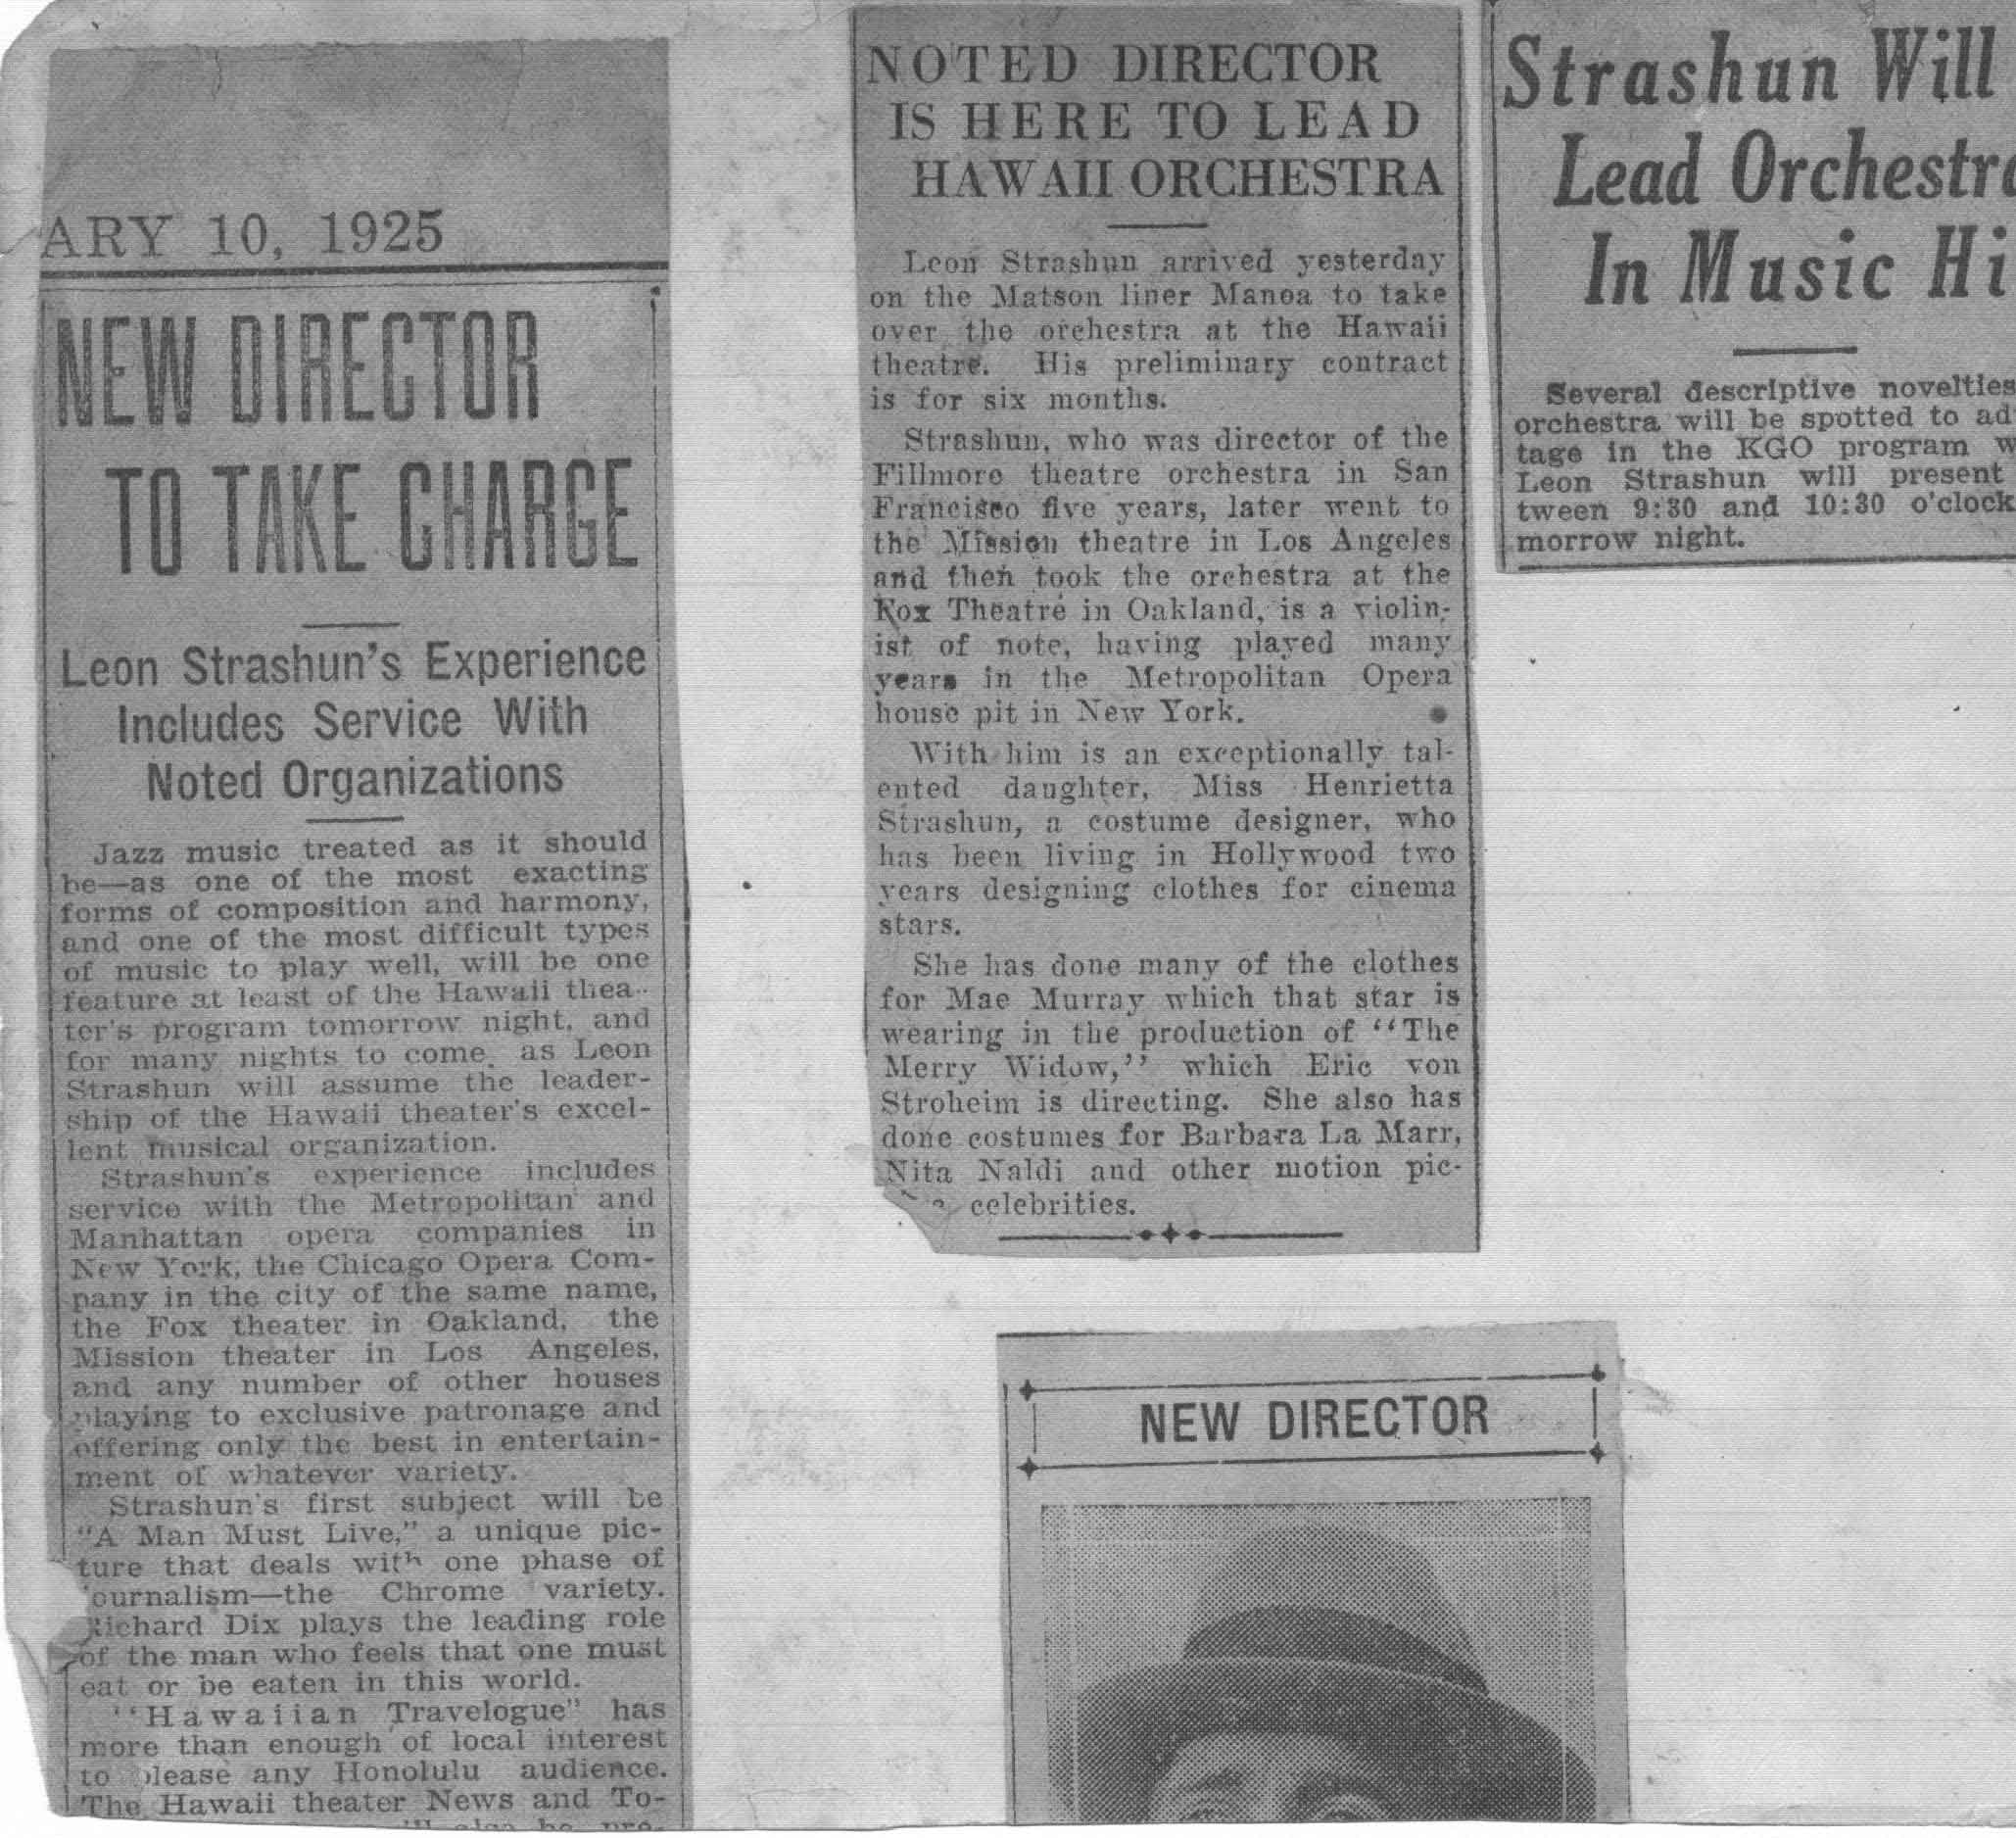 ARY 10, 1925
NEW DIRECTOR
TO TAKE CHARGE
Leon Strashun's Experience
Includes Service With
Noted Organizations
Jazz music treated as it should
be—as one of the most exacting
forms of composition and harmony,
and one of the most difficult types
of music to play well, will be one
feature at least of the Hawaii thea-
ter's program tomorrow night, and
for many nights to come, as Leon
Strashun will assume the leader-
ship of the Hawaii theater's excel-
lent musical organization.
Strashun's experience includes
service with the Metropolitan and
Manhattan opera companies in
New York, the Chicago Opera Com-
pany in the city of the same name,
the Fox theater in Oakland, the
Mission theater in Los Angeles,
and any number of other houses
playing to exclusive patronage and
offering only the best in entertain-
ment of whatever variety.
Strashun's first subject will be
"A Man Must Live," a unique pic-
ture that deals with one phase of
ournalism—the Chrome variety.
Richard Dix plays the leading role
of the man who feels that one must
eat or be eaten in this world.
"Hawaiian Travelogue" has
more than enough of local interest
to please any Honolulu audience.
The Hawaii theater News and To-
NOTED DIRECTOR
IS HERE TO LEAD
HAWAII ORCHESTRA
Leon Strashun arrived yesterday
on the Matson liner Manoa to take
over the orchestra at the Hawaii
theatre. His preliminary contract
is for six months.
Strashun, who was director of the
Fillmore theatre orchestra in San
Francisco five years, later went to
the Mission theatre in Los Angeles
and then took the orchestra at the
Fox Theatre in Oakland, is a violin-
ist of note, having played many
years in the Metropolitan Opera
house pit in New York.
With him is an exceptionally tal-
ented daughter, Miss Henrietta
Strashun, a costume designer, who
has been living in Hollywood two
years designing clothes for cinema
stars.
She has done many of the clothes
for Mae Murray which that star is
wearing in the production of "The
Merry Widow," which Eric von
Stroheim is directing. She also has
done costumes for Barbara La Marr,
Nita Naldi and other motion pic-
celebrities.
NEW DIRECTOR
Strashun Will
Lead Orchestra
In Music Hi
Several descriptive novelties
orchestra will be spotted to ad
tage in the KGO program w
Leon Strashun will present
tween 9:30 and 10:30 o'clock
morrow night.